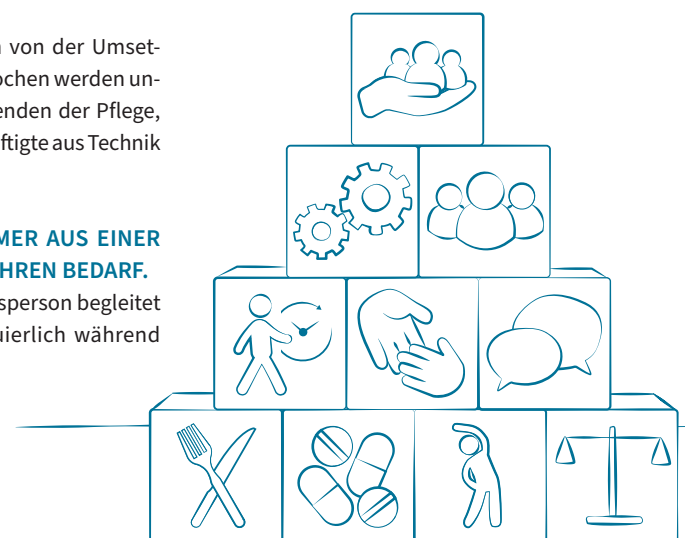 von der Umset-
ochen werden un-
enden der Pflege,
ftigte aus Technik
MER AUS EINER
HREN BEDARF.
sperson begleitet
uierlich während